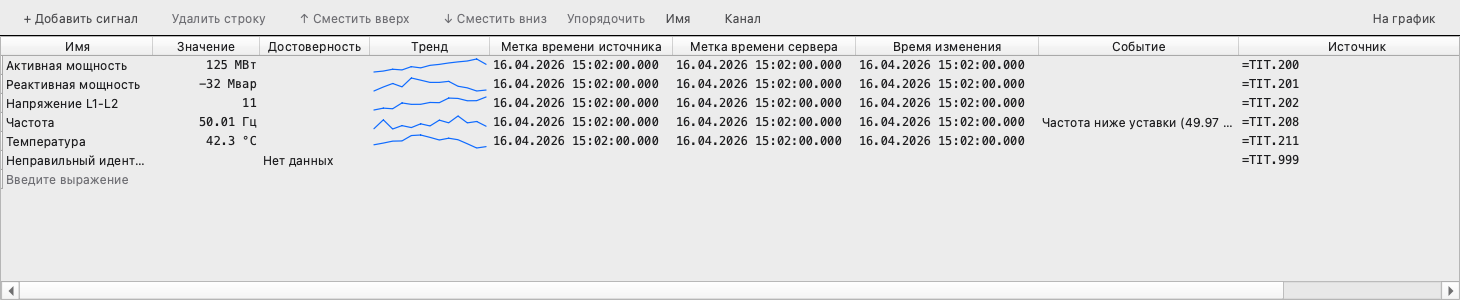 + Добавить сигнал Удалить строку ↑ Сместить вверх ↓ Сместить вниз Упорядочить Имя Канал На график
Имя Значение Достоверность Тренд Метка времени источника Метка времени сервера Время изменения Событие Источник
Активная мощность 125 МВт 16.04.2026 15:02:00.000 16.04.2026 15:02:00.000 16.04.2026 15:02:00.000 =TIT.200
Реактивная мощность −32 Мвар 16.04.2026 15:02:00.000 16.04.2026 15:02:00.000 16.04.2026 15:02:00.000 =TIT.201
Напряжение L1-L2 11 16.04.2026 15:02:00.000 16.04.2026 15:02:00.000 16.04.2026 15:02:00.000 =TIT.202
Частота 50.01 Гц 16.04.2026 15:02:00.000 16.04.2026 15:02:00.000 16.04.2026 15:02:00.000 Частота ниже уставки (49.97 ... =TIT.208
Температура 42.3 °C 16.04.2026 15:02:00.000 16.04.2026 15:02:00.000 16.04.2026 15:02:00.000 =TIT.211
Неправильный идент... Нет данных =TIT.999
Введите выражение